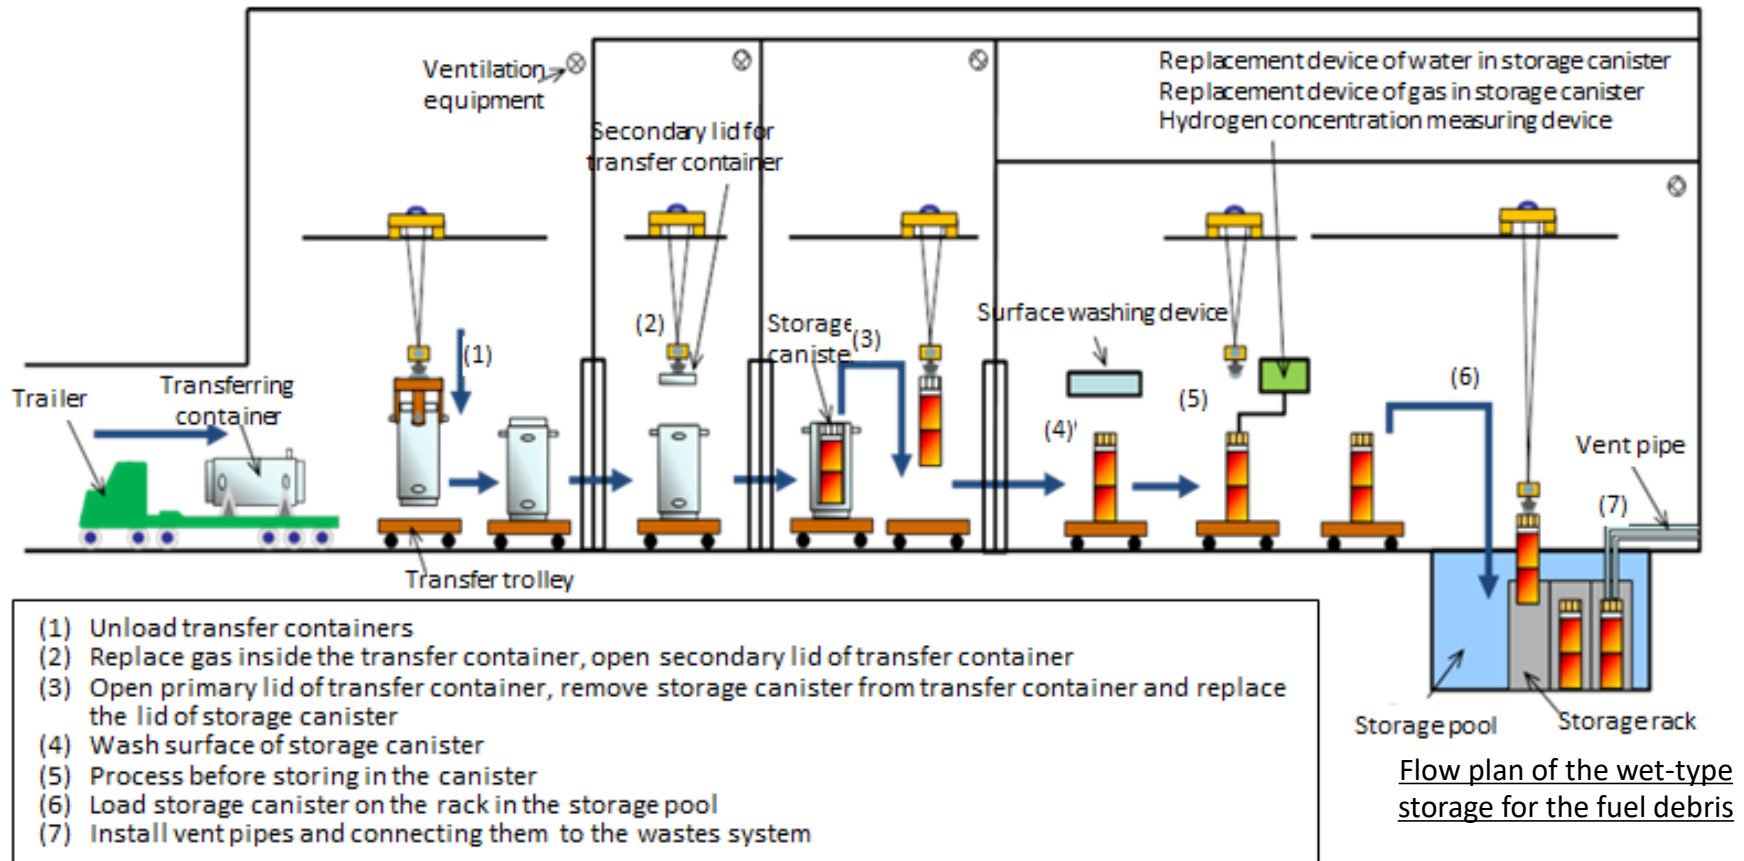 Ventilation
equipment
Replacement device of water in storage canister
Replacement device of gas in storage canister
Hydrogen concentration measuring device
Secondary lid for
transfer container
(1)
(2)
Storage
(3)
Surface washing device
(4)
(5)
(6)
Trailer
Transferring
container
Vent pipe
(7)
Transfer trolley
(1) Unload transfer containers
(2) Replace gas inside the transfer container, open secondary lid of transfer container
(3) Open primary lid of transfer container, remove storage canister from transfer container and replace
the lid of storage canister
(4) Wash surface of storage canister
(5) Process before storing in the canister
(6) Load storage canister on the rack in the storage pool
(7) Install vent pipes and connecting them to the wastes system
Storage pool
Storage rack
Flow plan of the wet-type
storage for the fuel debris